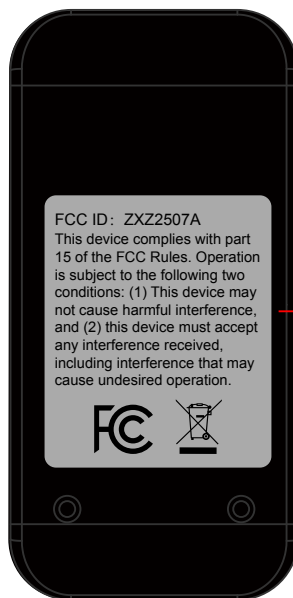 FCC ID： ZXZ2507A
This device complies with part
15 of the FCC Rules. Operation
is subject to the following two
conditions: (1) This device may
not cause harmful interference,
and (2) this device must accept
any interference received,
including interference that may
cause undesired operation.
FC